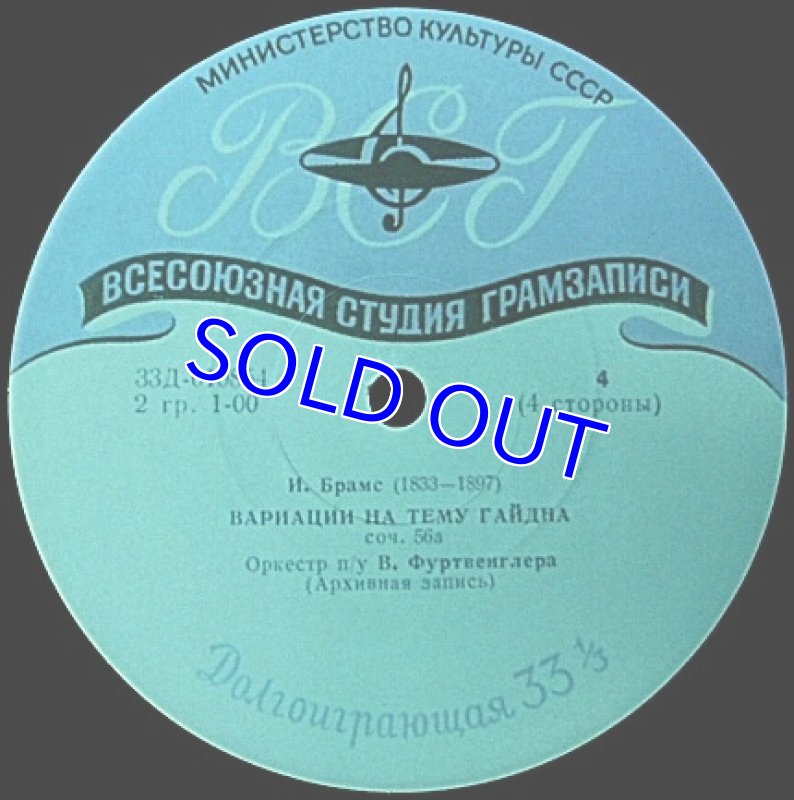 МИНИСТЕРСТВО КУЛЬТУРЫ СССР
ВСГ
ВСЕСОЮЗНАЯ СТУДИЯ ГРАМЗАПИСИ
SOLD OUT
4
2 гр. 1-00 (4 стороны)
И. Брамс (1833—1897)
ВАРИАЦИИ НА ТЕМУ ГАЙДНА
соч. 56а
Оркестр п/у В. Фуртвенглера
(Архивная запись)
Долгоиграющая 33 1/3